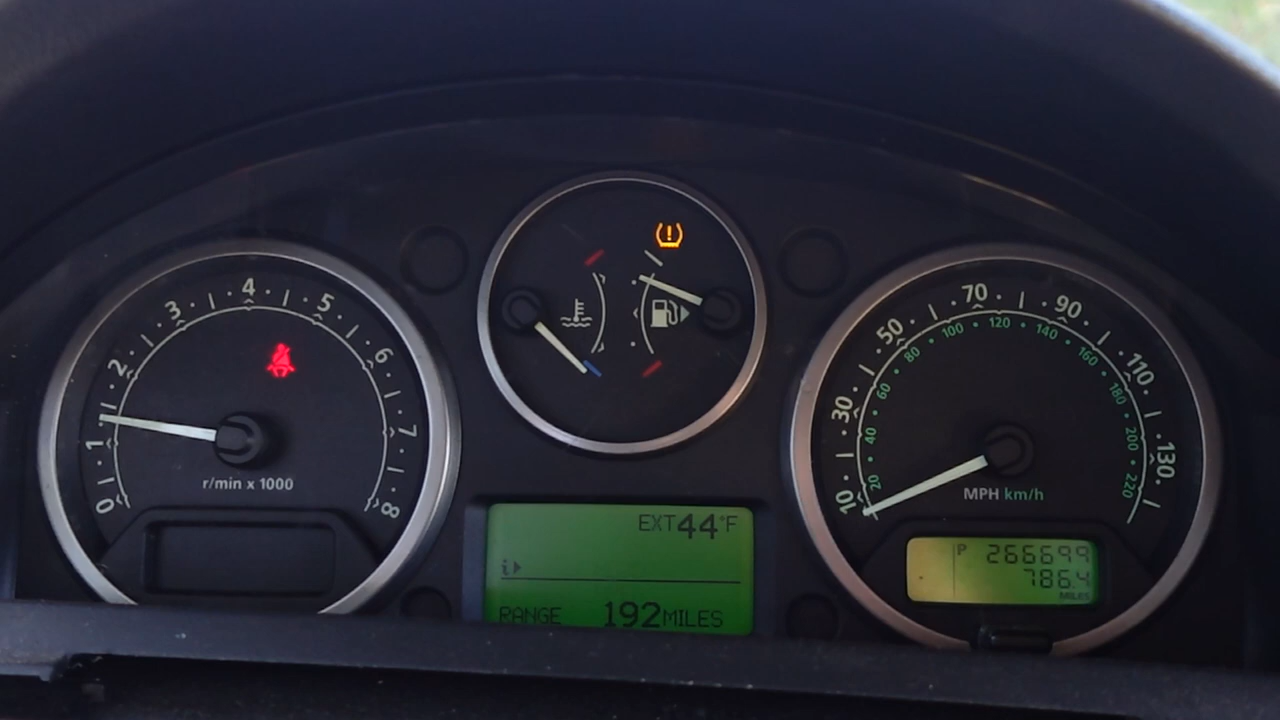 0 1 2 3 4 5 6 7 8
r/min x 1000
EXT 44°F
i
RANGE 192 MILES
10 30 50 70 90 110 130
20 40 60 80 100 120 140 160 180 200 220
MPH km/h
P 266699
786.4
MILES